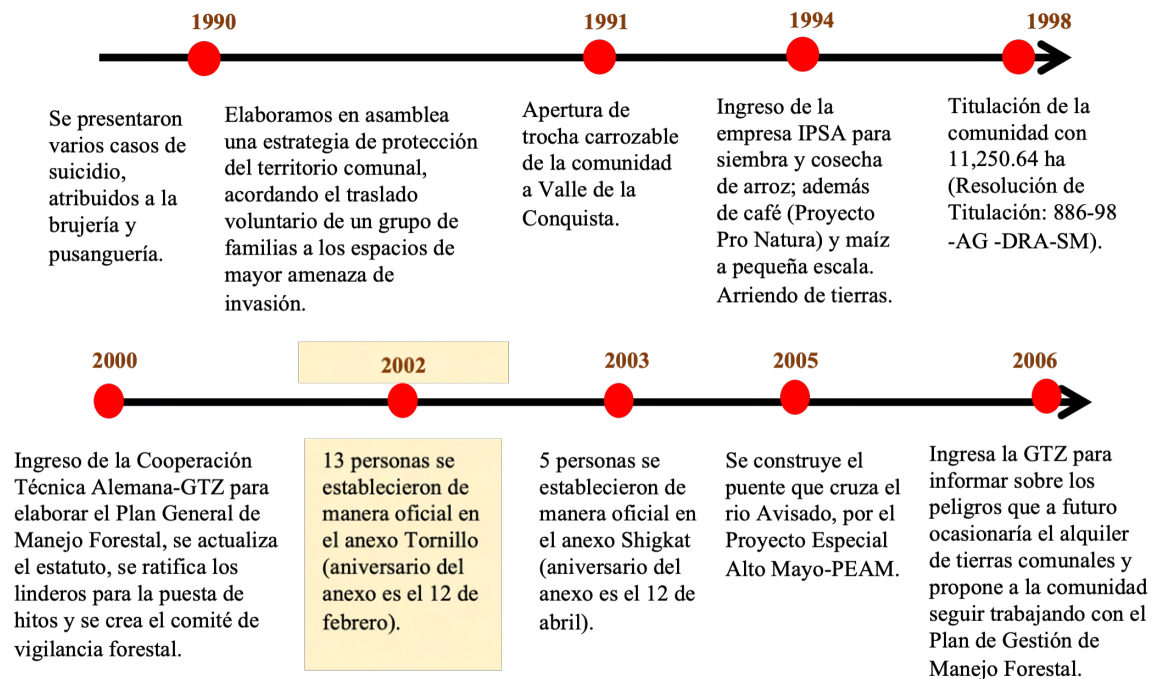 1990
1991
1994
1998
Se presentaron
varios casos de
suicidio,
atribuidos a la
brujería y
pusanguería.
Elaboramos en asamblea
una estrategia de protección
del territorio comunal,
acordando el traslado
voluntario de un grupo de
familias a los espacios de
mayor amenaza de
invasión.
Apertura de
trocha carrozable
de la comunidad
a Valle de la
Conquista.
Ingreso de la
empresa IPSA para
siembra y cosecha
de arroz; además
de café (Proyecto
Pro Natura) y maíz
a pequeña escala.
Arriendo de tierras.
Titulación de la
comunidad con
11,250.64 ha
(Resolución de
Titulación: 886-98
-AG -DRA-SM).
2000
2002
2003
2005
2006
Ingreso de la Cooperación
Técnica Alemana-GTZ para
elaborar el Plan General de
Manejo Forestal, se actualiza
el estatuto, se ratifica los
linderos para la puesta de
hitos y se crea el comité de
vigilancia forestal.
13 personas se
establecieron de
manera oficial en
el anexo Tornillo
(aniversario del
anexo es el 12 de
febrero).
5 personas se
establecieron de
manera oficial en
el anexo Shigkat
(aniversario del
anexo es el 12 de
abril).
Se construye el
puente que cruza el
rio Avisado, por el
Proyecto Especial
Alto Mayo-PEAM.
Ingresa la GTZ para
informar sobre los
peligros que a futuro
ocasionaría el alquiler
de tierras comunales y
propone a la comunidad
seguir trabajando con el
Plan de Gestión de
Manejo Forestal.